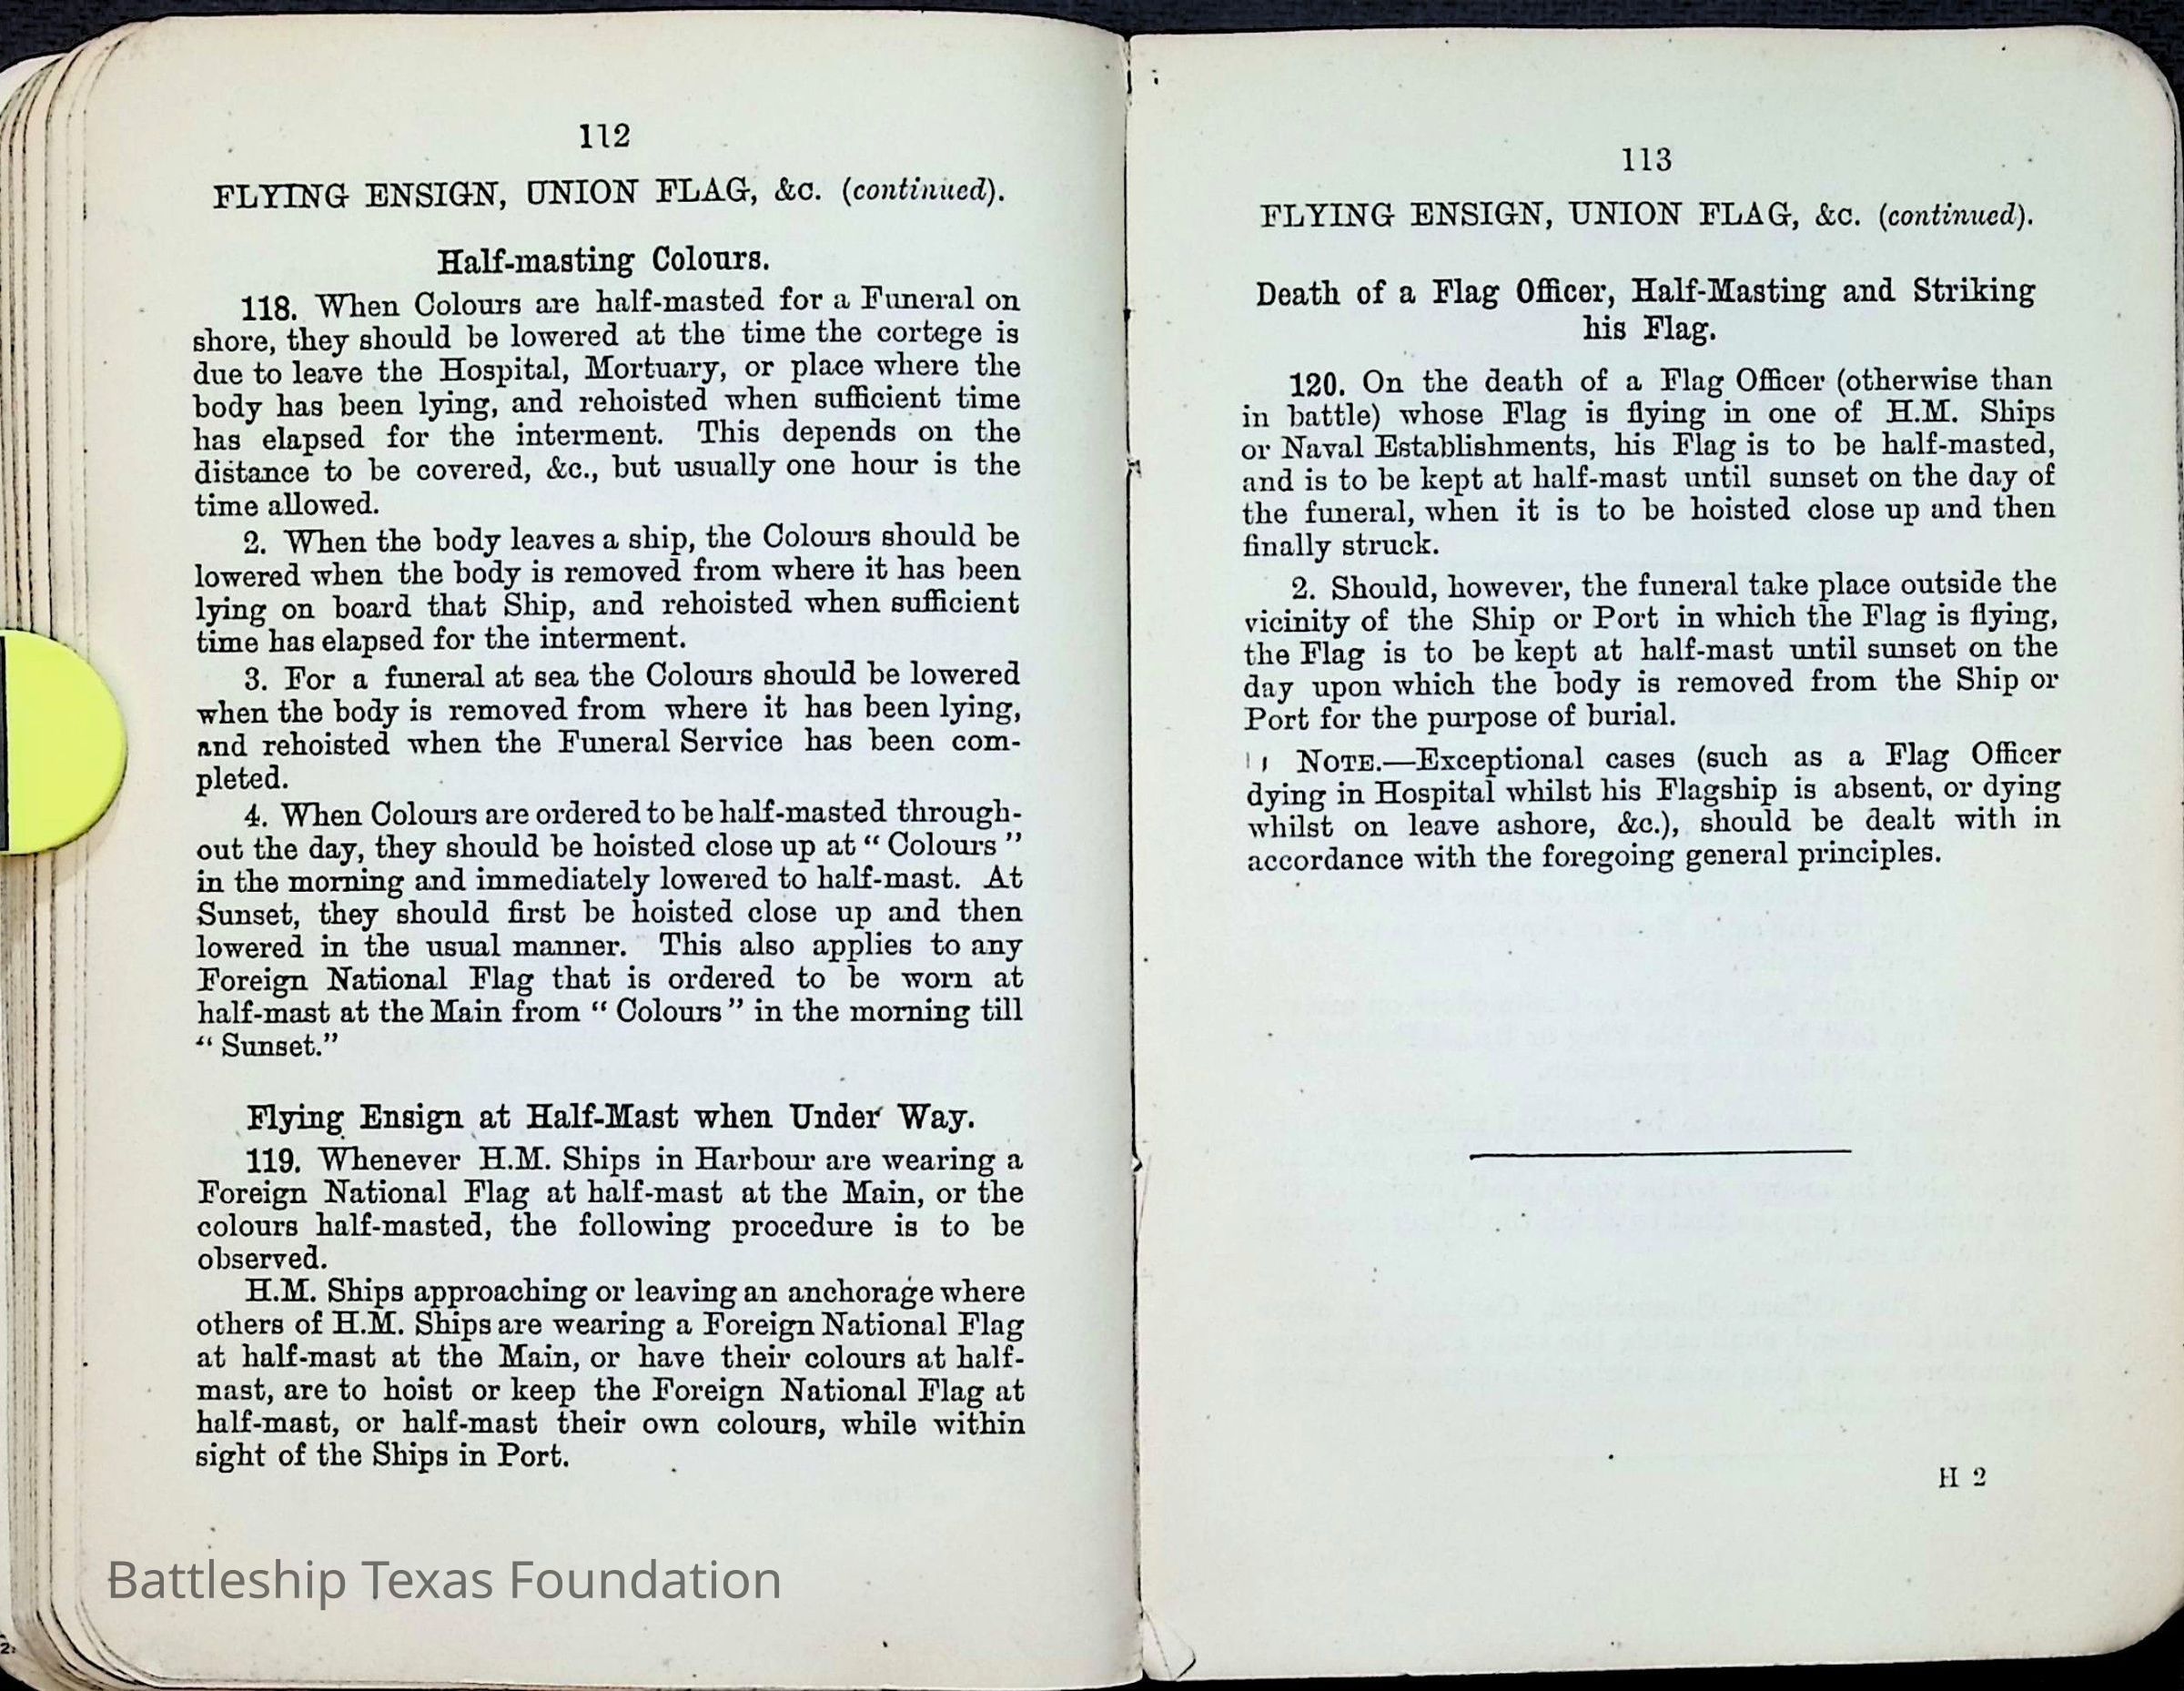 112
FLYING ENSIGN, UNION FLAG, &c. (continued).
Half-masting Colours.
118. When Colours are half-masted for a Funeral on
shore, they should be lowered at the time the cortege is
due to leave the Hospital, Mortuary, or place where the
body has been lying, and rehoisted when sufficient time
has elapsed for the interment. This depends on the
distance to be covered, &c., but usually one hour is the
time allowed.
2. When the body leaves a ship, the Colours should be
lowered when the body is removed from where it has been
lying on board that Ship, and rehoisted when sufficient
time has elapsed for the interment.
3. For a funeral at sea the Colours should be lowered
when the body is removed from where it has been lying,
and rehoisted when the Funeral Service has been com-
pleted.
4. When Colours are ordered to be half-masted through-
out the day, they should be hoisted close up at “ Colours ”
in the morning and immediately lowered to half-mast. At
Sunset, they should first be hoisted close up and then
lowered in the usual manner. This also applies to any
Foreign National Flag that is ordered to be worn at
half-mast at the Main from “ Colours ” in the morning till
“ Sunset.”
Flying Ensign at Half-Mast when Under Way.
119. Whenever H.M. Ships in Harbour are wearing a
Foreign National Flag at half-mast at the Main, or the
colours half-masted, the following procedure is to be
observed.
H.M. Ships approaching or leaving an anchorage where
others of H.M. Ships are wearing a Foreign National Flag
at half-mast at the Main, or have their colours at half-
mast, are to hoist or keep the Foreign National Flag at
half-mast, or half-mast their own colours, while within
sight of the Ships in Port.
Battleship Texas Foundation
113
FLYING ENSIGN, UNION FLAG, &c. (continued).
Death of a Flag Officer, Half-Masting and Striking
his Flag.
120. On the death of a Flag Officer (otherwise than
in battle) whose Flag is flying in one of H.M. Ships
or Naval Establishments, his Flag is to be half-masted,
and is to be kept at half-mast until sunset on the day of
the funeral, when it is to be hoisted close up and then
finally struck.
2. Should, however, the funeral take place outside the
vicinity of the Ship or Port in which the Flag is flying,
the Flag is to be kept at half-mast until sunset on the
day upon which the body is removed from the Ship or
Port for the purpose of burial.
NOTE.—Exceptional cases (such as a Flag Officer
dying in Hospital whilst his Flagship is absent, or dying
whilst on leave ashore, &c.), should be dealt with in
accordance with the foregoing general principles.
H 2